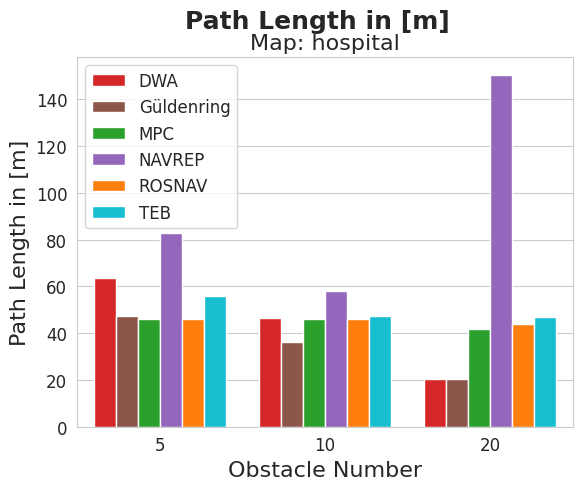 Path Length in [m]
Map: hospital
Path Length in [m]
140
120
100
80
60
40
20
0
DWA
Güldenring
MPC
NAVREP
ROSNAV
TEB
5
10
20
Obstacle Number